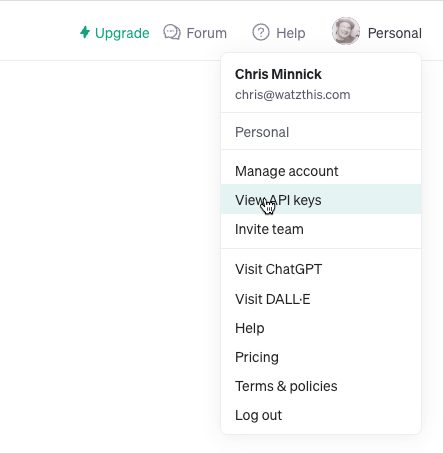 Upgrade Forum Help Personal
Chris Minnick
chris@watzthis.com
Personal
Manage account
View API keys
Invite team
Visit ChatGPT
Visit DALL·E
Help
Pricing
Terms & policies
Log out